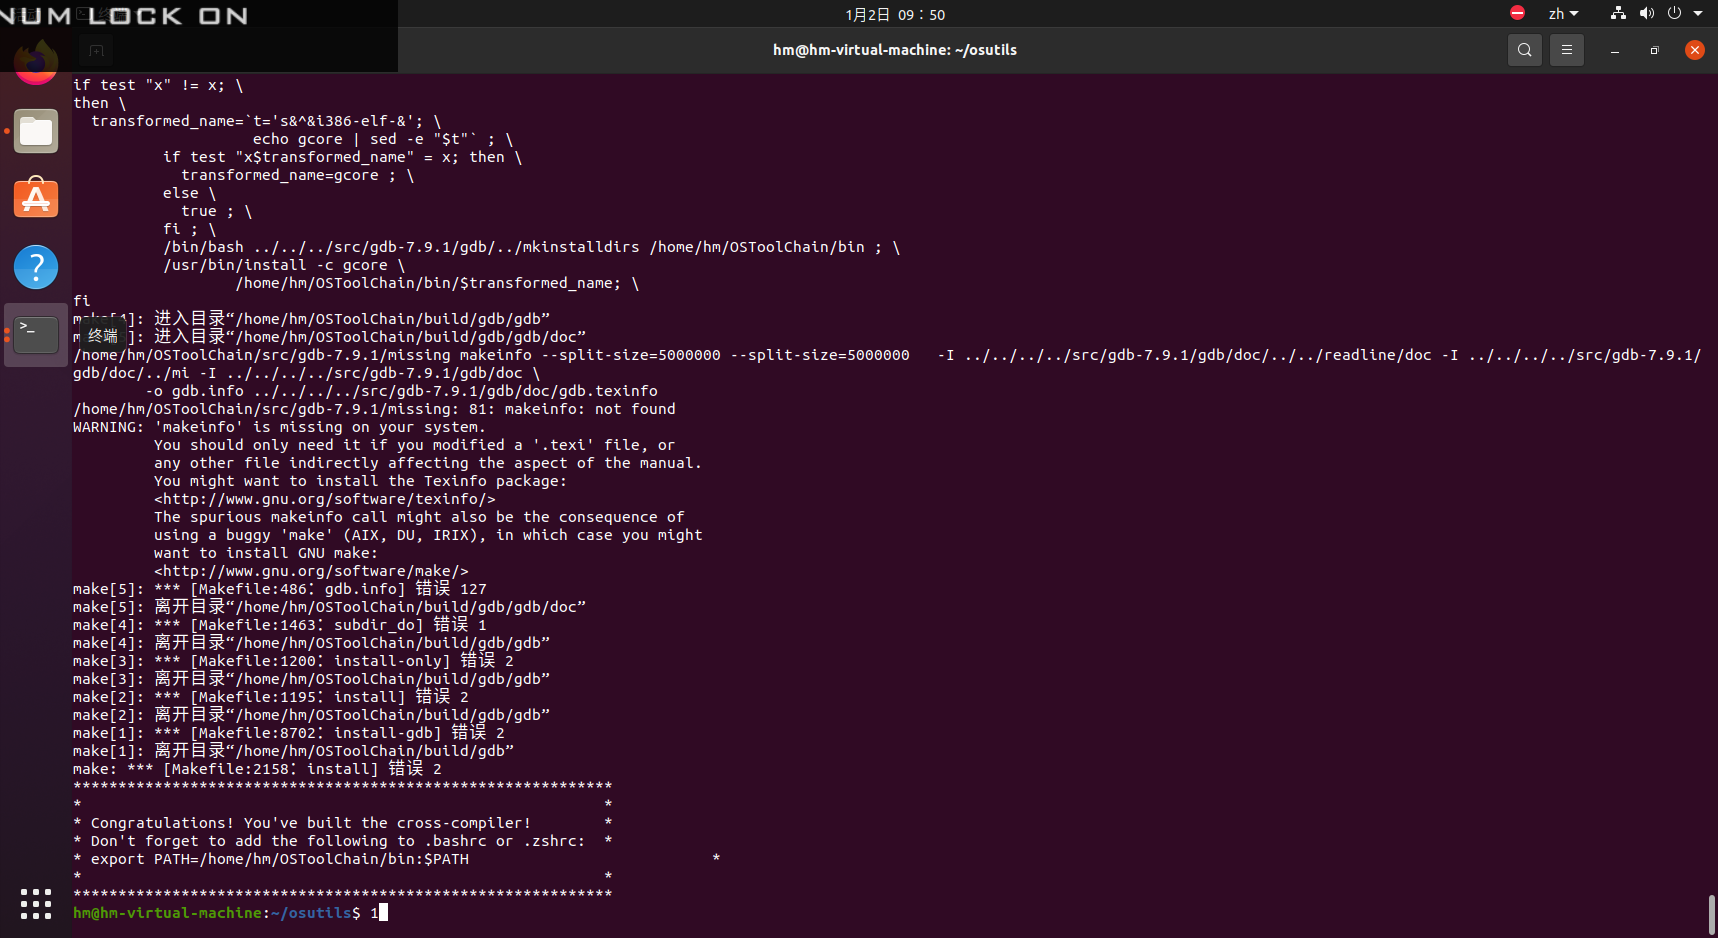 NUM LOCK ON
1月2日 09：50
zh
hm@hm-virtual-machine: ~/osutils
if test "x" != x; \
then \
  transformed_name=`t='s&^&i386-elf-&'; \
                    echo gcore | sed -e "$t"` ; \
          if test "x$transformed_name" = x; then \
            transformed_name=gcore ; \
          else \
            true ; \
          fi ; \
          /bin/bash ../../../src/gdb-7.9.1/gdb/../mkinstalldirs /home/hm/OSToolChain/bin ; \
          /usr/bin/install -c gcore \
                  /home/hm/OSToolChain/bin/$transformed_name; \
fi
make[4]: 进入目录“/home/hm/OSToolChain/build/gdb/gdb”
进入目录“/home/hm/OSToolChain/build/gdb/gdb/doc”
终端
/home/hm/OSToolChain/src/gdb-7.9.1/missing makeinfo --split-size=5000000 --split-size=5000000   -I ../../../../src/gdb-7.9.1/gdb/doc/../../readline/doc -I ../../../../src/gdb-7.9.1/
gdb/doc/../mi -I ../../../../src/gdb-7.9.1/gdb/doc \
        -o gdb.info ../../../../src/gdb-7.9.1/gdb/doc/gdb.texinfo
/home/hm/OSToolChain/src/gdb-7.9.1/missing: 81: makeinfo: not found
WARNING: 'makeinfo' is missing on your system.
         You should only need it if you modified a '.texi' file, or
         any other file indirectly affecting the aspect of the manual.
         You might want to install the Texinfo package:
         <http://www.gnu.org/software/texinfo/>
         The spurious makeinfo call might also be the consequence of
         using a buggy 'make' (AIX, DU, IRIX), in which case you might
         want to install GNU make:
         <http://www.gnu.org/software/make/>
make[5]: *** [Makefile:486：gdb.info] 错误 127
make[5]: 离开目录“/home/hm/OSToolChain/build/gdb/gdb/doc”
make[4]: *** [Makefile:1463：subdir_do] 错误 1
make[4]: 离开目录“/home/hm/OSToolChain/build/gdb/gdb”
make[3]: *** [Makefile:1200：install-only] 错误 2
make[3]: 离开目录“/home/hm/OSToolChain/build/gdb/gdb”
make[2]: *** [Makefile:1195：install] 错误 2
make[2]: 离开目录“/home/hm/OSToolChain/build/gdb/gdb”
make[1]: *** [Makefile:8702：install-gdb] 错误 2
make[1]: 离开目录“/home/hm/OSToolChain/build/gdb”
make: *** [Makefile:2158：install] 错误 2
************************************************************
*                                                          *
* Congratulations! You've built the cross-compiler!        *
* Don't forget to add the following to .bashrc or .zshrc:  *
* export PATH=/home/hm/OSToolChain/bin:$PATH                           *
*                                                          *
************************************************************
hm@hm-virtual-machine:~/osutils$ 1